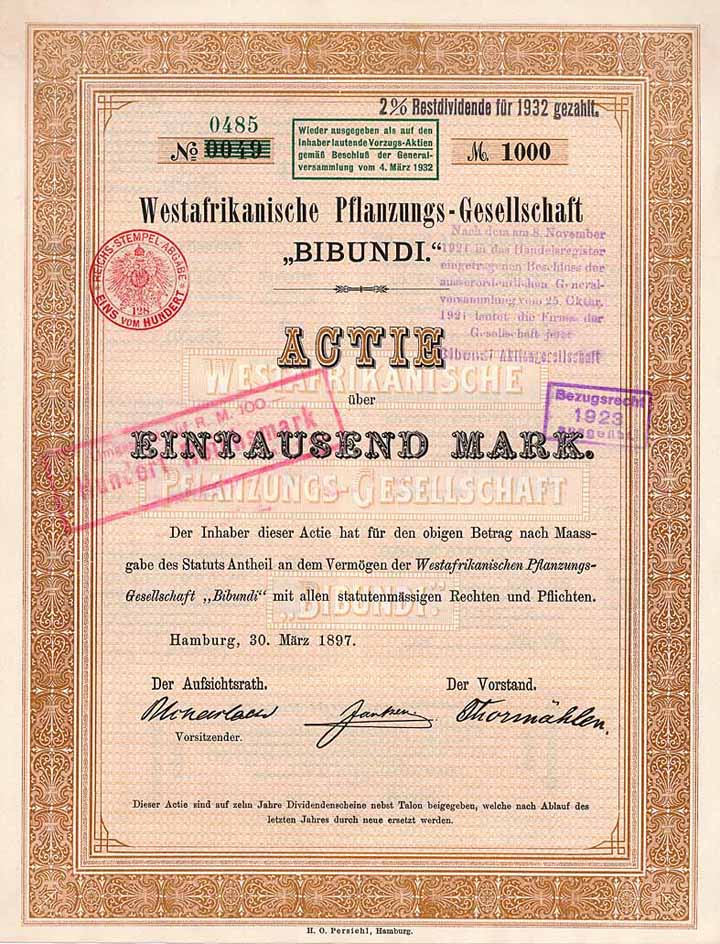 2% Restdividende für 1932 gezahlt.
0485
No 0049
Wieder ausgegeben als auf den
Inhaber lautende Vorzugs-Aktien
gemäß Beschluß der General-
versammlung vom 4. März 1932
M. 1000
Westafrikanische Pflanzungs-Gesellschaft
„BIBUNDI.“
Nach dem am 8. November
1921 in das Handelsregister
eingetragenen Beschluss der
ausserordentlichen General-
versammlung vom 25. Oktbr.
1921 lautet die Firma der
Gesellschaft jetzt
Bibundi Aktiengesellschaft
REICHS-STEMPEL-ABGABE
128
EINS VOM HUNDERT
ACTIE
WESTAFRIKANISCHE
über
Bezugsrecht
1923
EINTAUSEND MARK.
R. M. 100
Hundert
PFLANZUNGS-GESELLSCHAFT
Der Inhaber dieser Actie hat für den obigen Betrag nach Maass-
gabe des Statuts Antheil an dem Vermögen der Westafrikanischen Pflanzungs-
Gesellschaft „Bibundi“ mit allen statutenmässigen Rechten und Pflichten.
„BIBUNDI.“
Hamburg, 30. März 1897.
Der Aufsichtsrath.
Der Vorstand.
Jantzen.
Thormählen.
Vorsitzender.
Dieser Actie sind auf zehn Jahre Dividendenscheine nebst Talon beigegeben, welche nach Ablauf des
letzten Jahres durch neue ersetzt werden.
H. O. Persiehl, Hamburg.